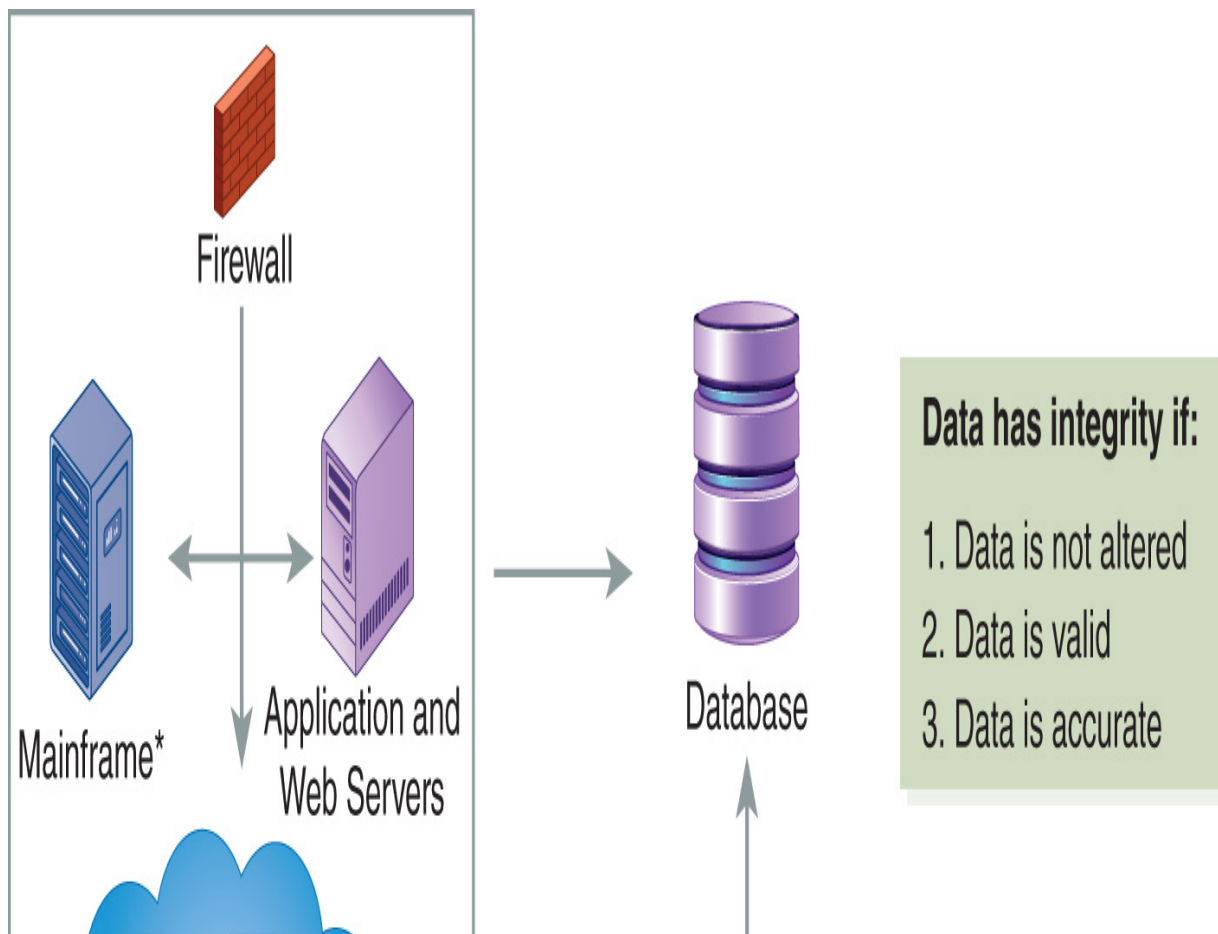 Firewall
Mainframe*
Application and
Web Servers
Database
Data has integrity if:
1. Data is not altered
2. Data is valid
3. Data is accurate